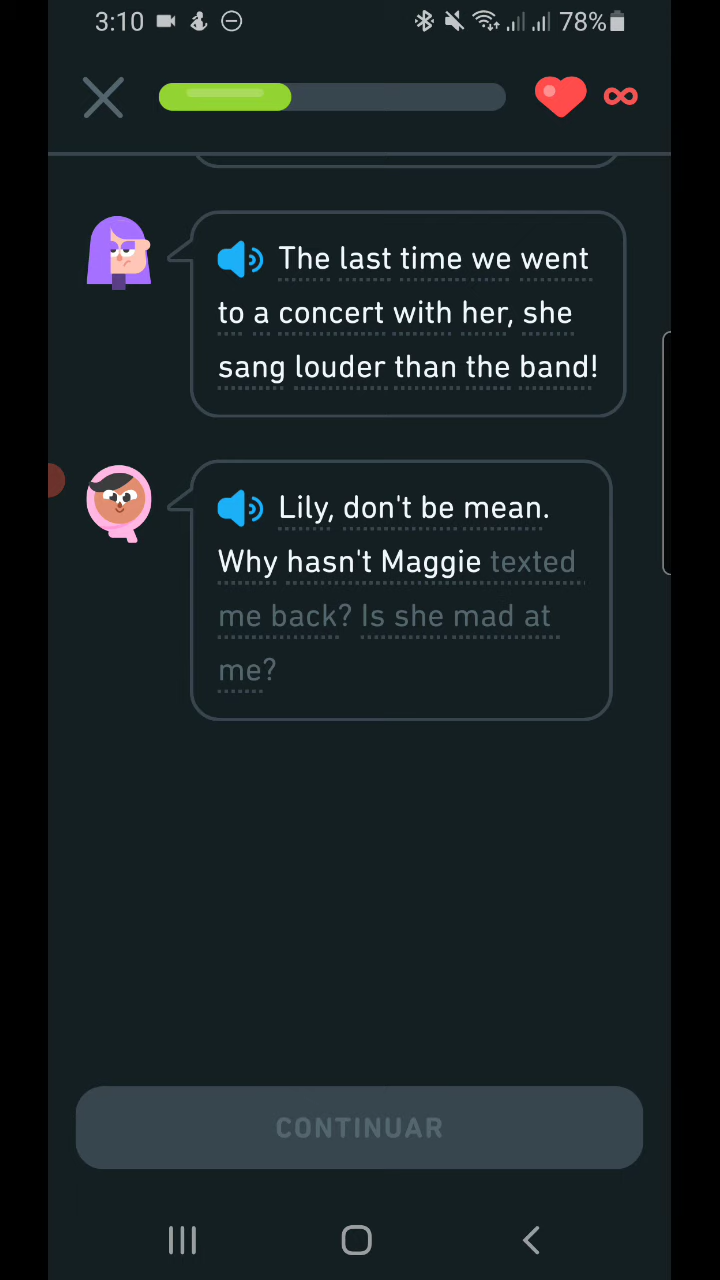 3:10
78%
The last time we went
to a concert with her, she
sang louder than the band!
Lily, don't be mean.
Why hasn't Maggie texted
me back? Is she mad at
me?
CONTINUAR